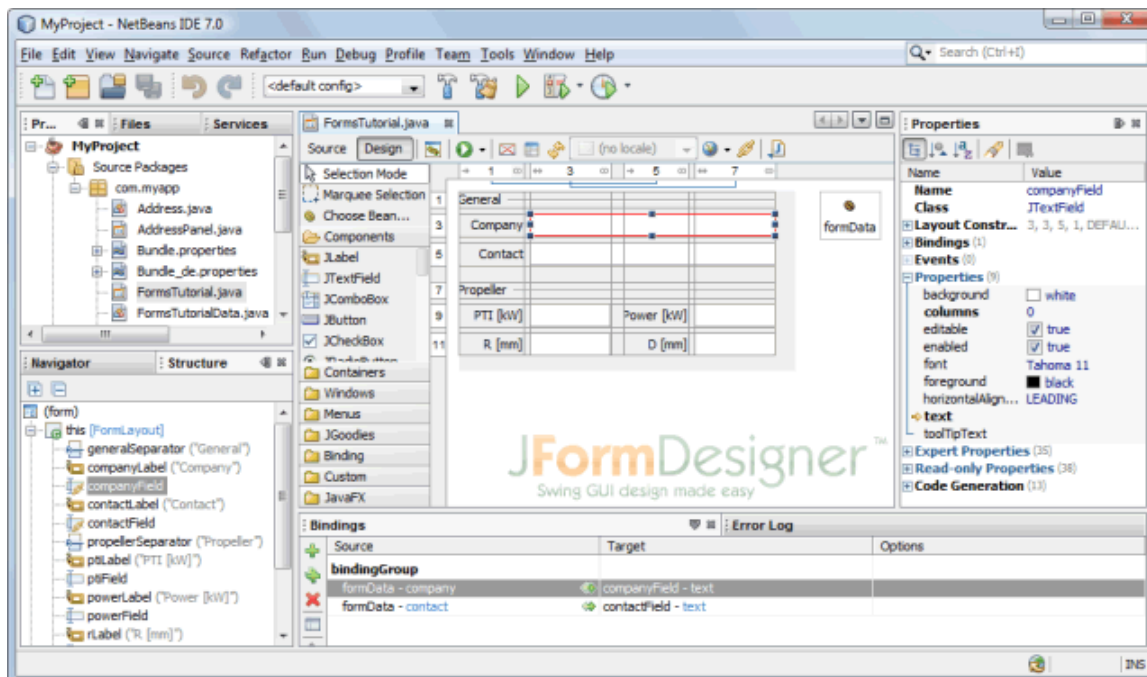 MyProject - NetBeans IDE 7.0
File Edit View Navigate Source Refactor Run Debug Profile Team Tools Window Help
Search (Ctrl+I)
<default config>
Pr... Files Services
MyProject
Source Packages
com.myapp
Address.java
AddressPanel.java
Bundle.properties
Bundle_de.properties
FormsTutorial.java
FormsTutorialData.java
Navigator Structure
(form)
this [FormLayout]
generalSeparator ("General")
companyLabel ("Company")
companyField
contactLabel ("Contact")
contactField
propellerSeparator ("Propeller")
ptiLabel ("PTI [kW]")
ptiField
powerLabel ("Power [kW]")
powerField
rLabel ("R [mm]")
FormsTutorial.java
Source Design (no locale)
Selection Mode
Marquee Selection
Choose Bean...
Components
JLabel
JTextField
JComboBox
JButton
JCheckBox
JRadioButton
Containers
Windows
Menus
JGoodies
Binding
Custom
JavaFX
1 3 5 7
1 General
3 Company
5 Contact
7 Propeller
9 PTI [kW] Power [kW]
11 R [mm] D [mm]
formData
JFormDesigner™
Swing GUI design made easy
Properties
Name Value
Name companyField
Class JTextField
Layout Constr... 3, 3, 5, 1, DEFAU...
Bindings (1)
Events (0)
Properties (9)
background white
columns 0
editable true
enabled true
font Tahoma 11
foreground black
horizontalAlign... LEADING
text
toolTipText
Expert Properties (35)
Read-only Properties (38)
Code Generation (13)
Bindings Error Log
Source Target Options
bindingGroup
formData - company companyField - text
formData - contact contactField - text
INS